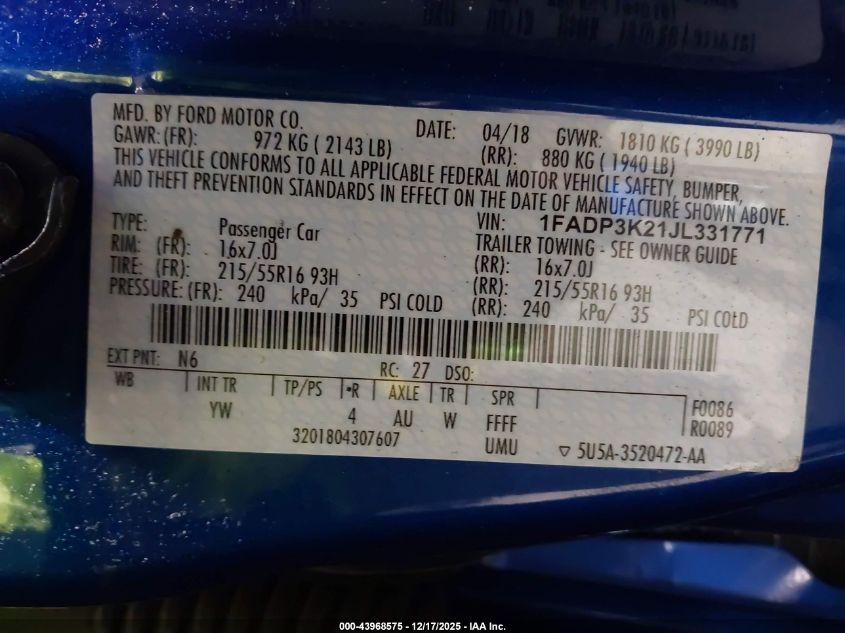 MFD. BY FORD MOTOR CO. DATE: 04/18 GVWR: 1810 KG ( 3990 LB)
GAWR: (FR): 972 KG ( 2143 LB) (RR): 880 KG ( 1940 LB)
THIS VEHICLE CONFORMS TO ALL APPLICABLE FEDERAL MOTOR VEHICLE SAFETY, BUMPER,
AND THEFT PREVENTION STANDARDS IN EFFECT ON THE DATE OF MANUFACTURE SHOWN ABOVE.
VIN: 1FADP3K21JL331771
TYPE: Passenger Car TRAILER TOWING - SEE OWNER GUIDE
RIM: (FR): 16x7.0J (RR): 16x7.0J
TIRE: (FR): 215/55R16 93H (RR): 215/55R16 93H
PRESSURE: (FR): 240 kPa/ 35 PSI COLD (RR): 240 kPa/ 35 PSI COLD
EXT PNT: N6 RC: 27 DSO:
WB INT TR TP/PS R AXLE TR SPR F0086
YW 4 AU W FFFF R0089
3201804307607 UMU ▽ 5U5A-3520472-AA
000-43968575 - 12/17/2025 - IAA Inc.